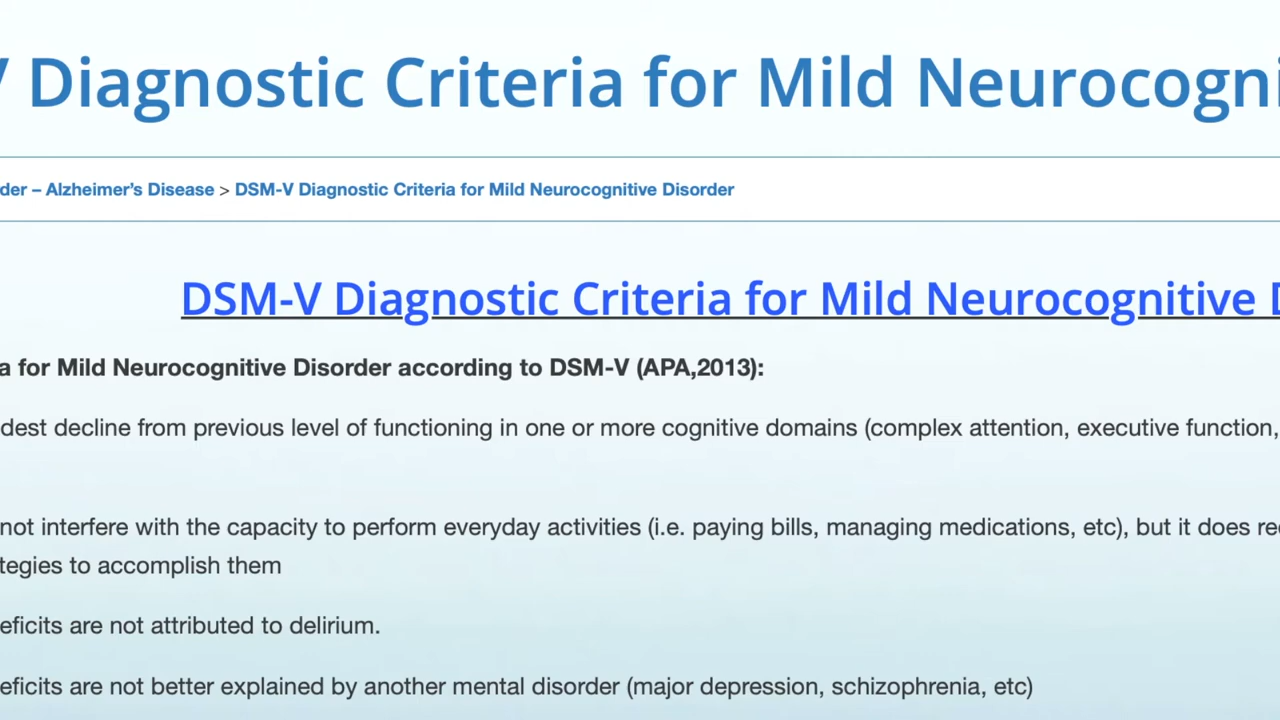 Diagnostic Criteria for Mild Neurocogni
der – Alzheimer's Disease > DSM-V Diagnostic Criteria for Mild Neurocognitive Disorder
DSM-V Diagnostic Criteria for Mild Neurocognitive D
a for Mild Neurocognitive Disorder according to DSM-V (APA,2013):
dest decline from previous level of functioning in one or more cognitive domains (complex attention, executive function,
not interfere with the capacity to perform everyday activities (i.e. paying bills, managing medications, etc), but it does re
tegies to accomplish them
eficits are not attributed to delirium.
eficits are not better explained by another mental disorder (major depression, schizophrenia, etc)